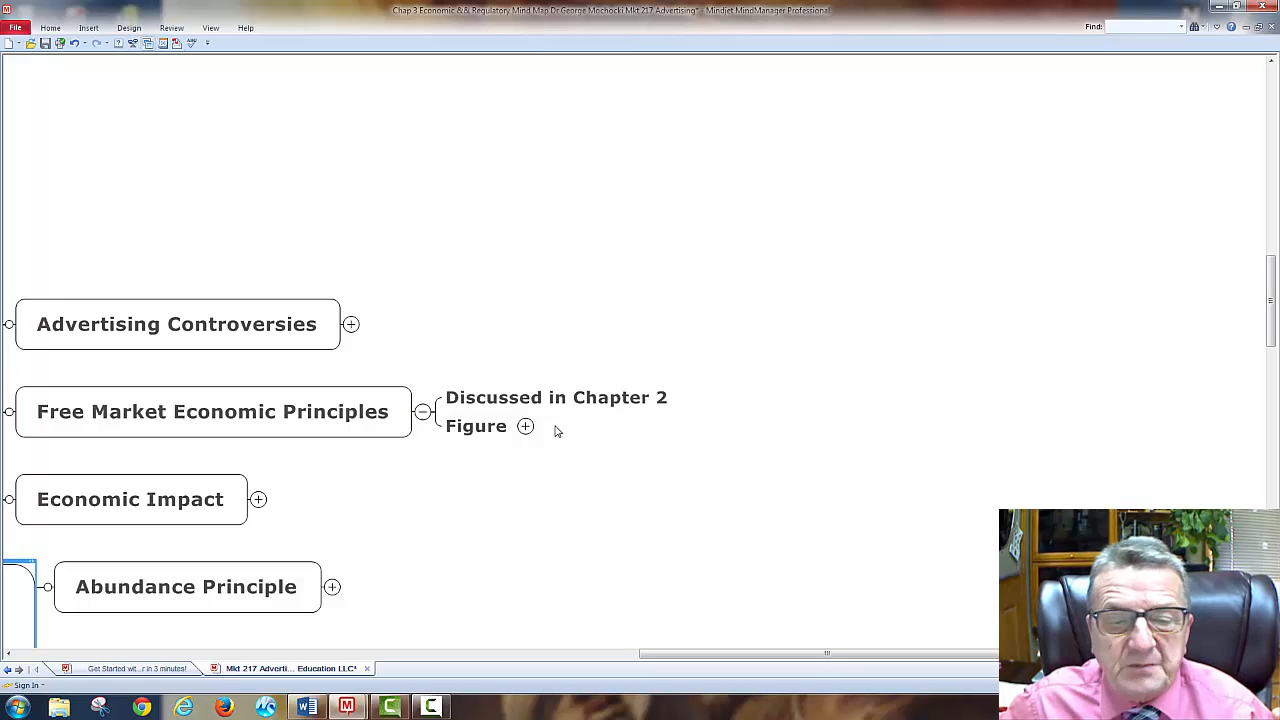 Chap 3 Economic && Regulatory Mind Map Dr George Mochocki Mkt 217 Advertising* - Mindjet MindManager Professional
File Home Insert Design Review View Help
Find:
Advertising Controversies
Free Market Economic Principles
Discussed in Chapter 2
Figure
Economic Impact
Abundance Principle
Get Started wit...r in 3 minutes!
Mkt 217 Adverti... Education LLC*
Sign In